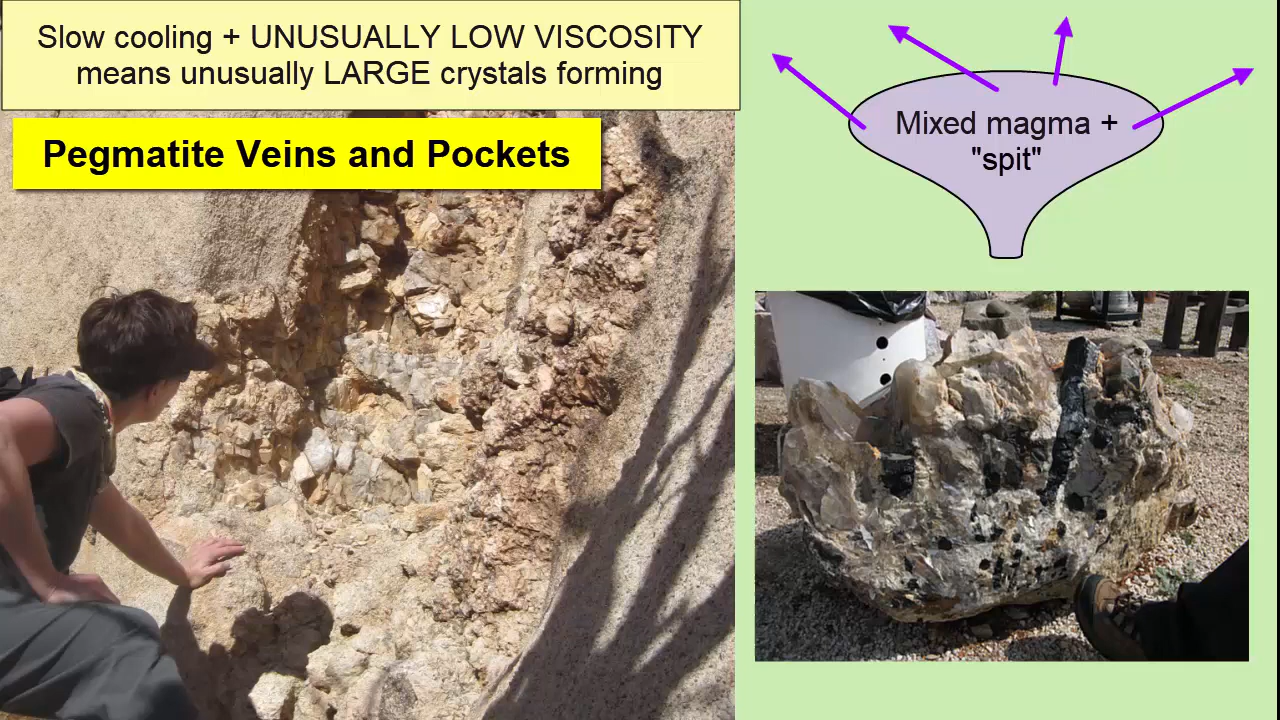 Slow cooling + UNUSUALLY LOW VISCOSITY
means unusually LARGE crystals forming
Pegmatite Veins and Pockets
Mixed magma +
"spit"